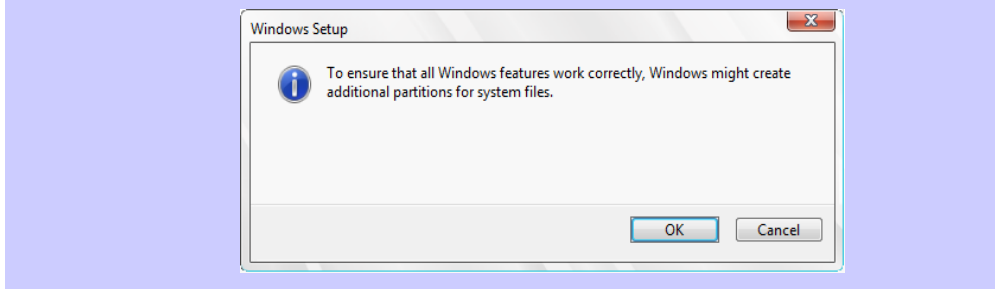 Windows Setup
To ensure that all Windows features work correctly, Windows might create
additional partitions for system files.
OK Cancel